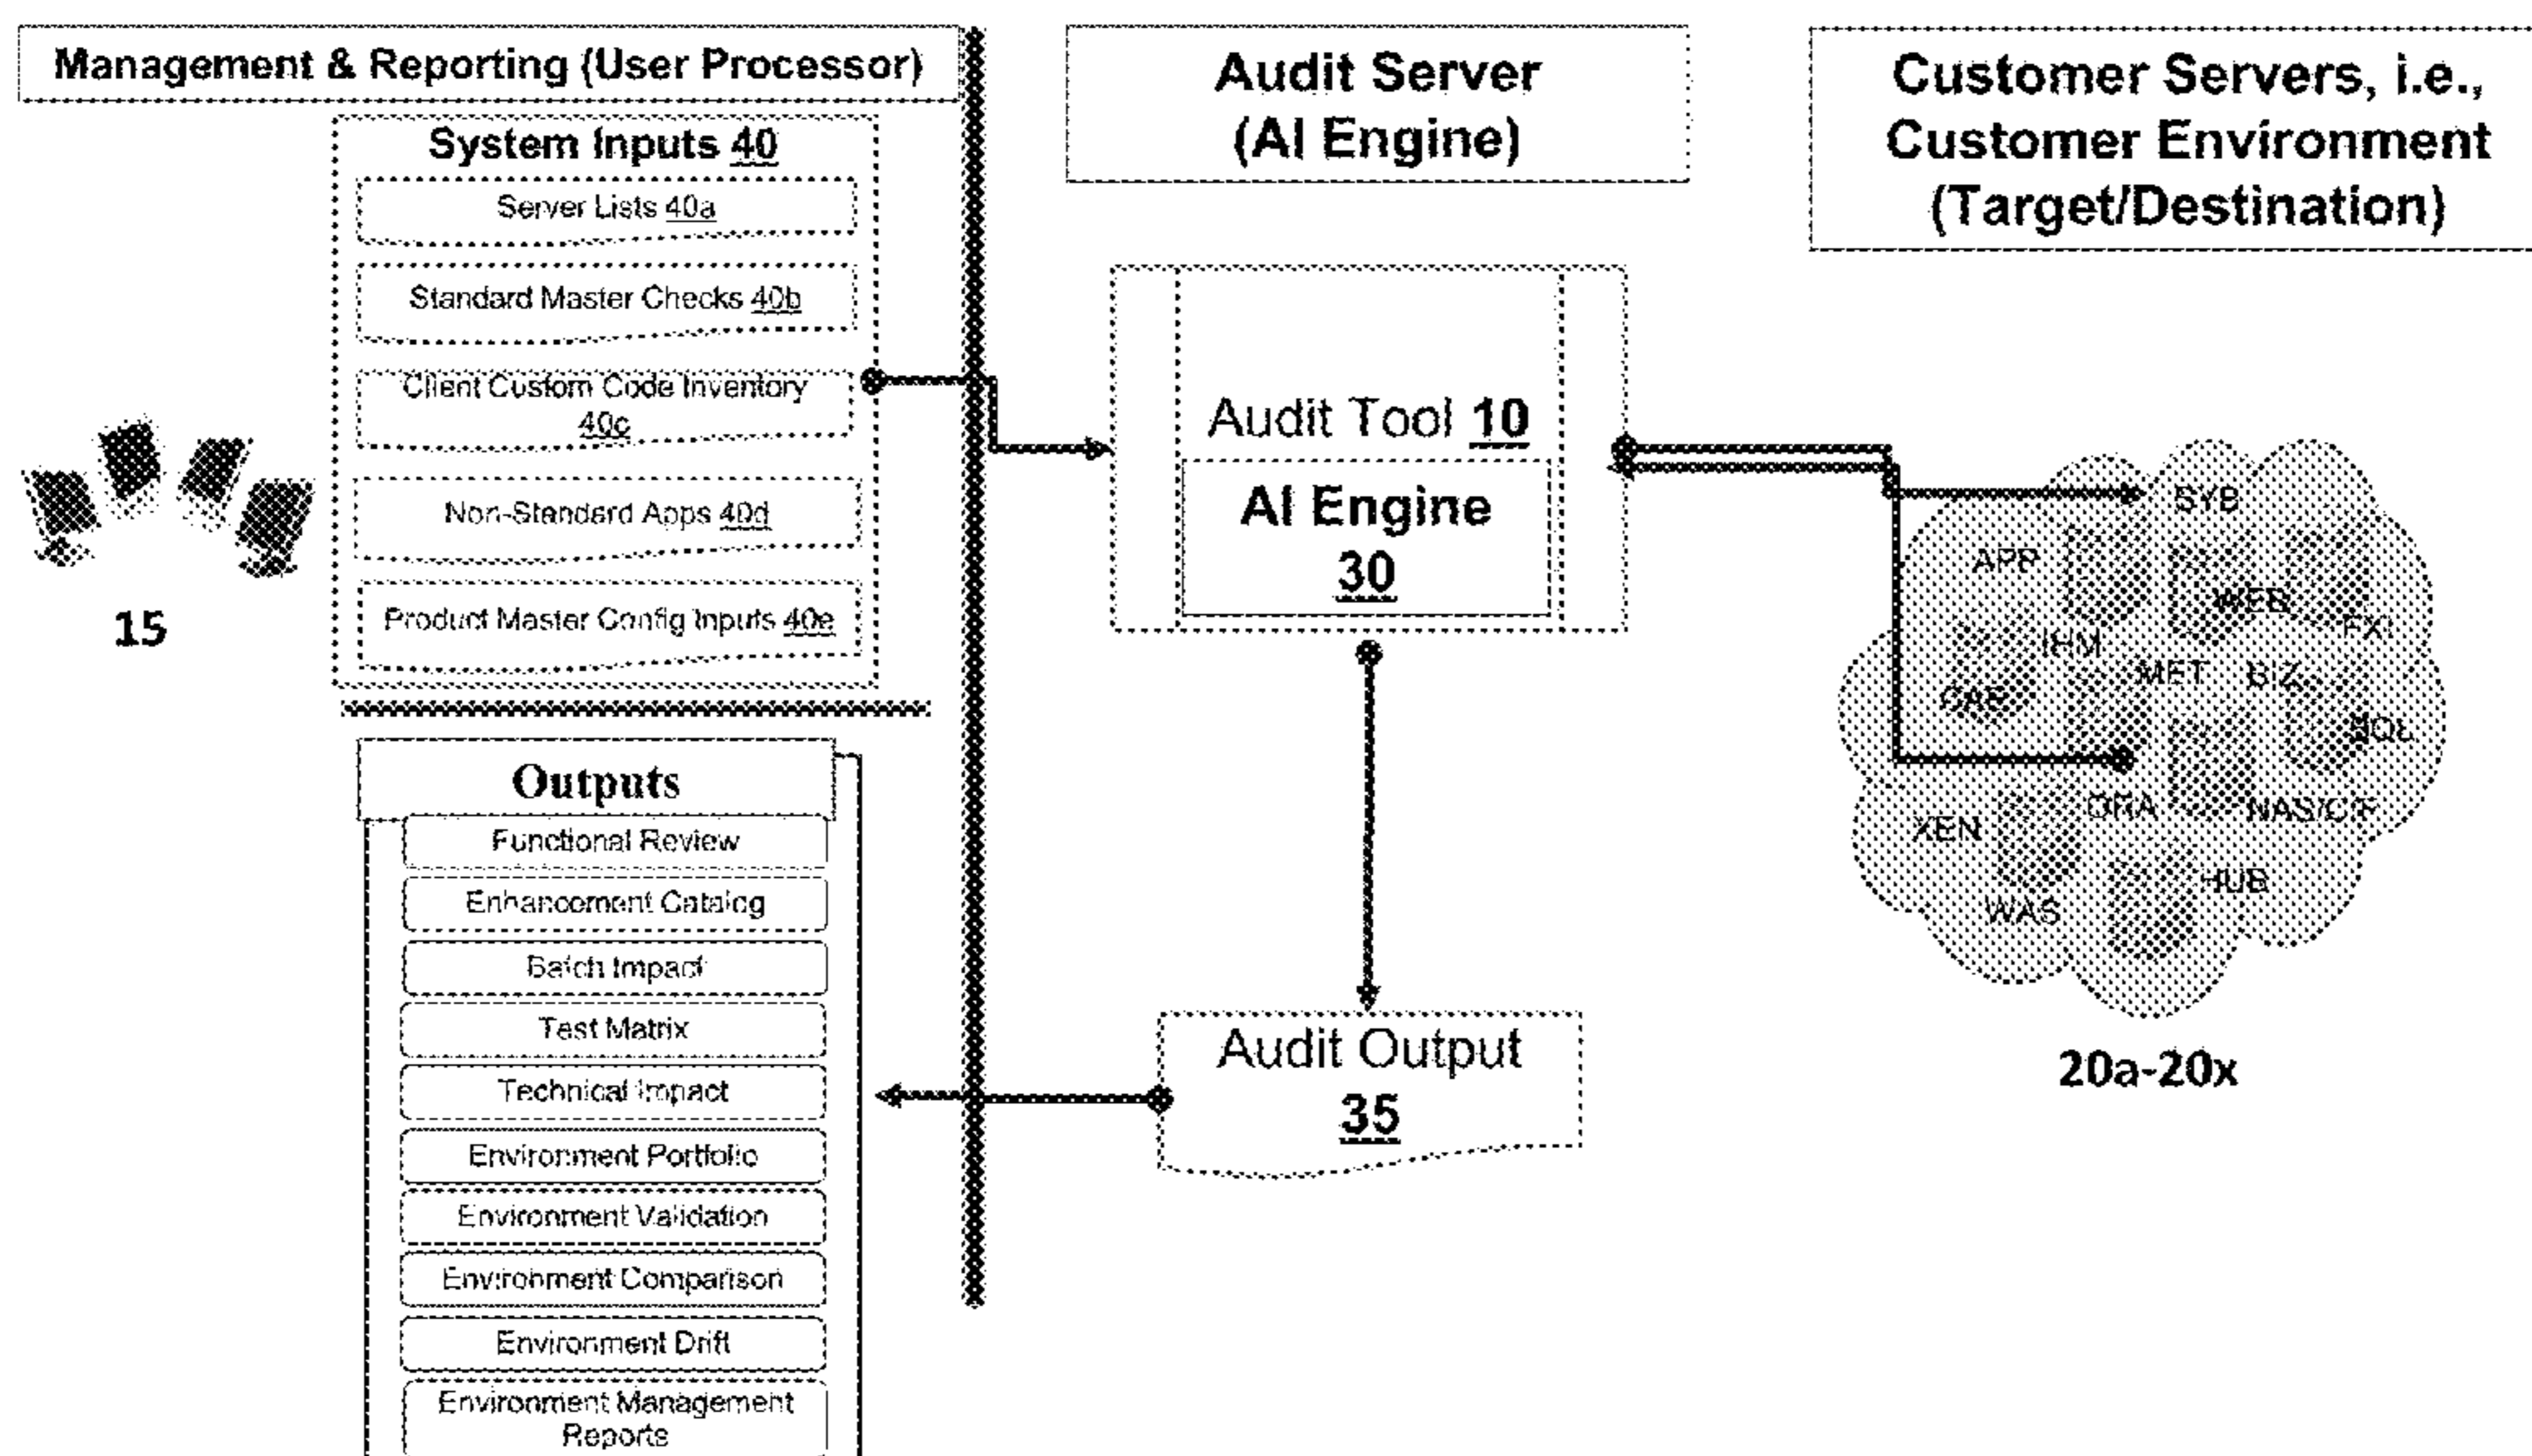 Management & Reporting (User Processor)
System Inputs 40
Server Lists 40a
Standard Master Checks 40b
Client Custom Code Inventory
40c
Non-Standard Apps 40d
Product Master Config Inputs 40e
15
Outputs
Functional Review
Enhancement Catalog
Batch Impact
Test Matrix
Technical Impact
Environment Portfolio
Environment Validation
Environment Comparison
Environment Drift
Environment Management
Reports
Audit Server
(AI Engine)
Audit Tool 10
AI Engine
30
Audit Output
35
Customer Servers, i.e.,
Customer Environment
(Target/Destination)
SYB
APP
WEB
IHM
MET
BIZ
SQL
ORA
XEN
HUB
WAS
20a-20x